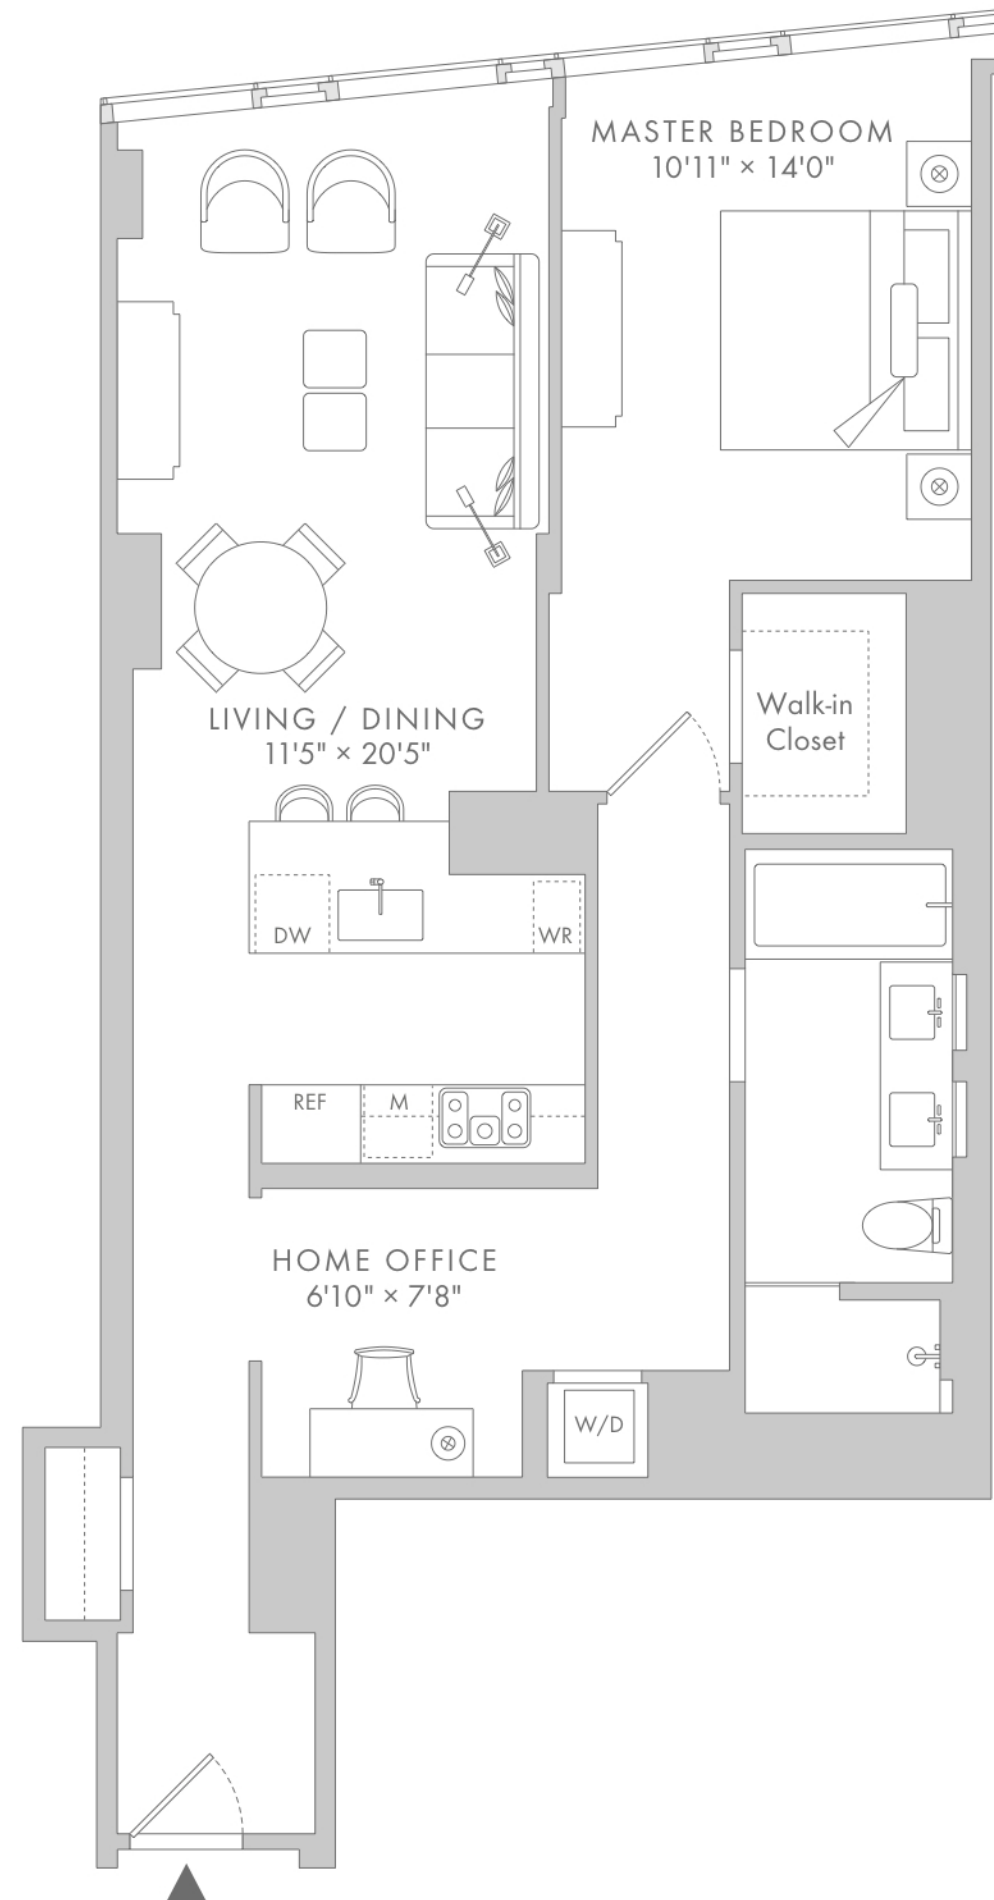 MASTER BEDROOM
10'11" × 14'0"
Walk-in
Closet
LIVING / DINING
11'5" × 20'5"
DW
WR
REF
M
HOME OFFICE
6'10" × 7'8"
W/D